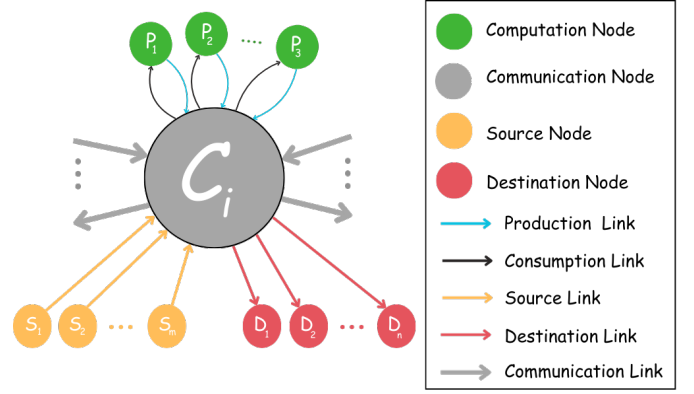 P1
P2
P3
Ci
S1
S2
Sm
D1
D2
Dn
Computation Node
Communication Node
Source Node
Destination Node
Production Link
Consumption Link
Source Link
Destination Link
Communication Link